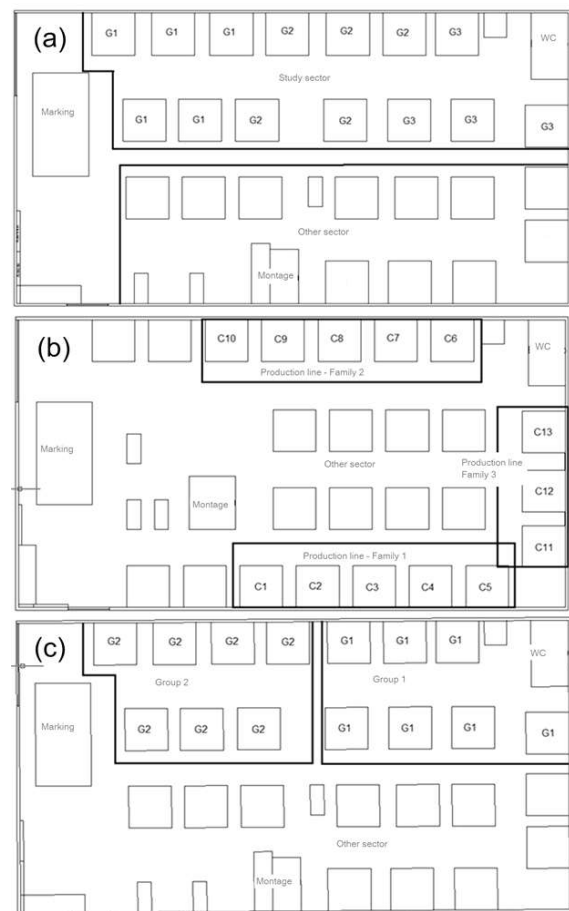 (a)
G1 G1 G1 G2 G2 G2 G3
WC
Study sector
Marking
G1 G1 G2 G2 G3 G3 G3
Other sector
Montage
(b)
C10 C9 C8 C7 C6
WC
Production line - Family 2
Marking
C13
Other sector
Production line
Family 3
C12
Montage
C11
Production line - Family 1
C1 C2 C3 C4 C5
(c)
G2 G2 G2 G2 G1 G1 G1
WC
Group 2
Group 1
Marking
G2 G2 G2 G1 G1 G1 G1
Other sector
Montage